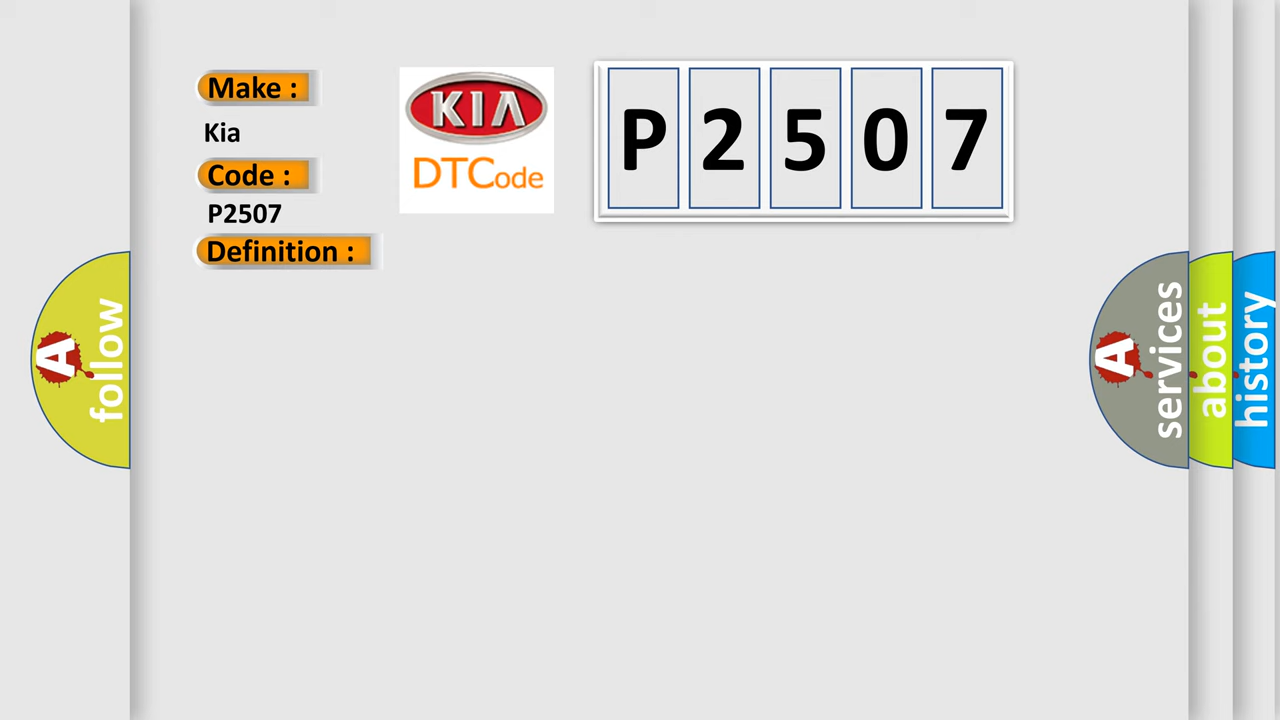 Make :
Kia
Code :
P2507
Definition :
KIA
DTCode
P 2 5 0 7
A follow
A services
about
history